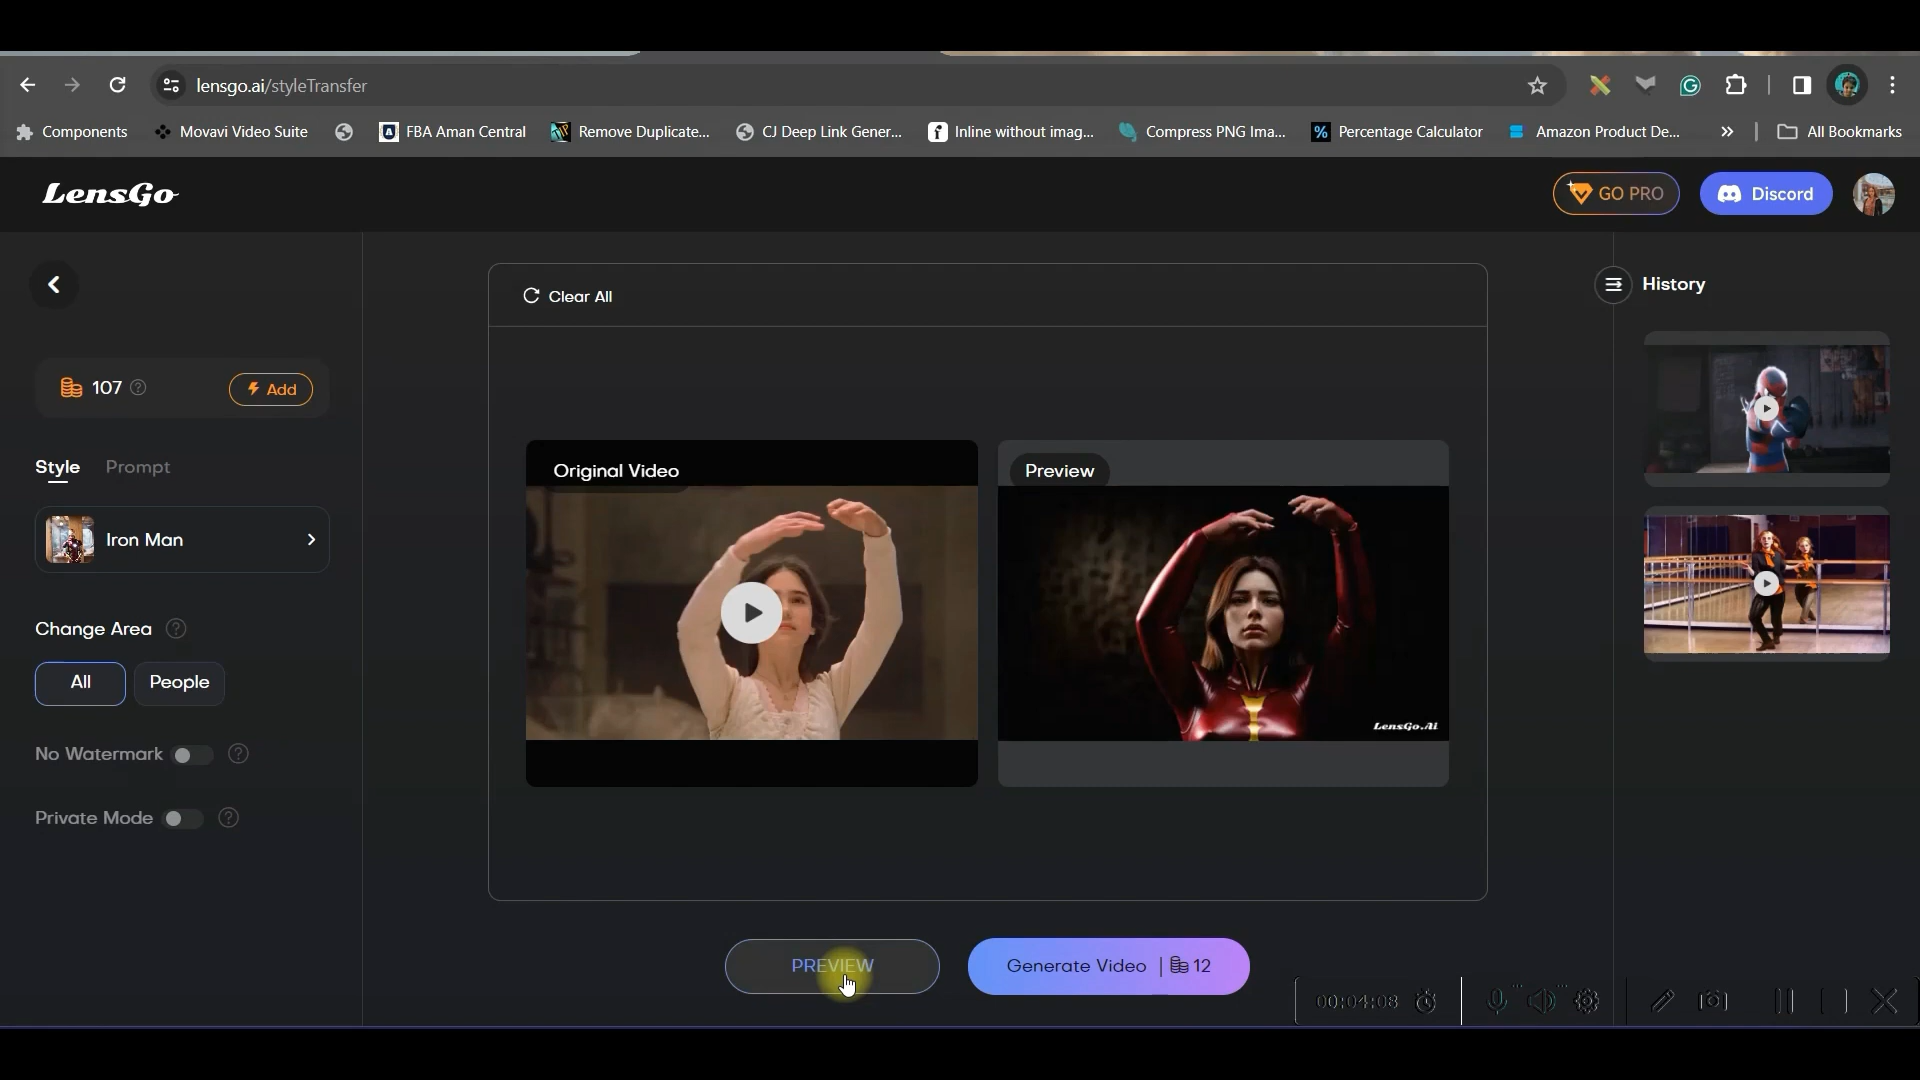 lensgo.ai/styleTransfer
Components
Movavi Video Suite
FBA Aman Central
Remove Duplicate...
CJ Deep Link Gener...
Inline without imag...
Compress PNG Ima...
Percentage Calculator
Amazon Product De...
»
All Bookmarks
LensGo
GO PRO
Discord
Clear All
History
107
Add
Style
Prompt
Original Video
Preview
Iron Man
Change Area
All
People
LensGo.Ai
No Watermark
Private Mode
PREVIEW
Generate Video | 12
00:04:08